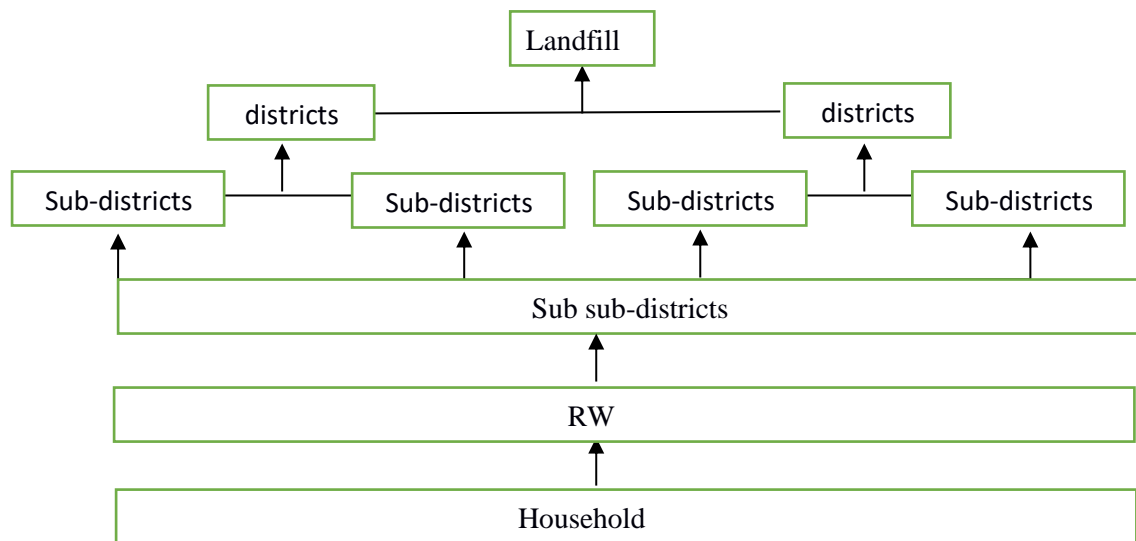 Landfill
districts
districts
Sub-districts
Sub-districts
Sub-districts
Sub-districts
Sub sub-districts
RW
Household